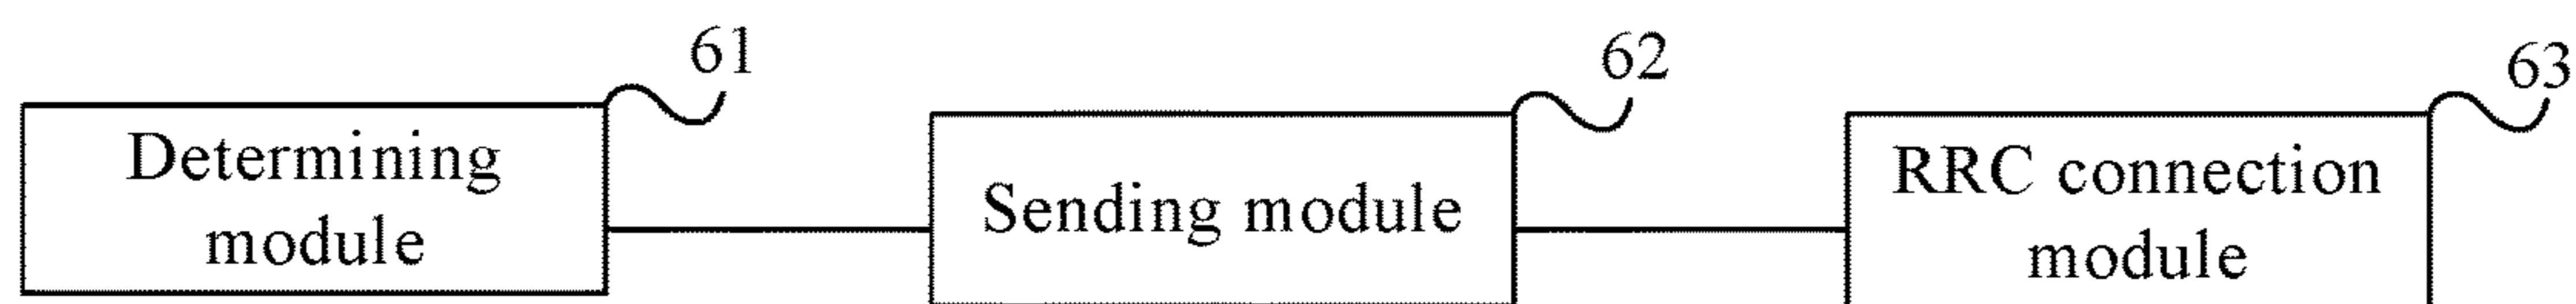 61
62
63
Determining
module
Sending module
RRC connection
module